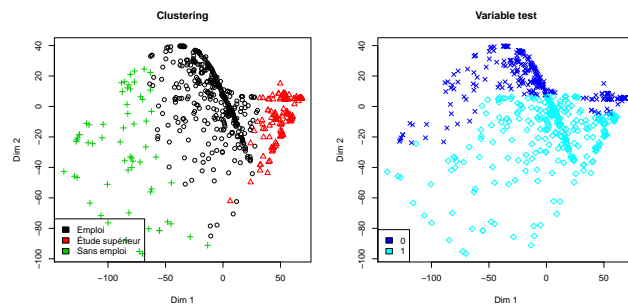 Clustering
Dim 2
40
20
0
−20
−40
−60
−80
−100
Emploi
Étude supérieur
Sans emploi
−100
−50
0
50
Dim 1
Variable test
Dim 2
40
20
0
−20
−40
−60
−80
−100
0
1
−100
−50
0
50
Dim 1